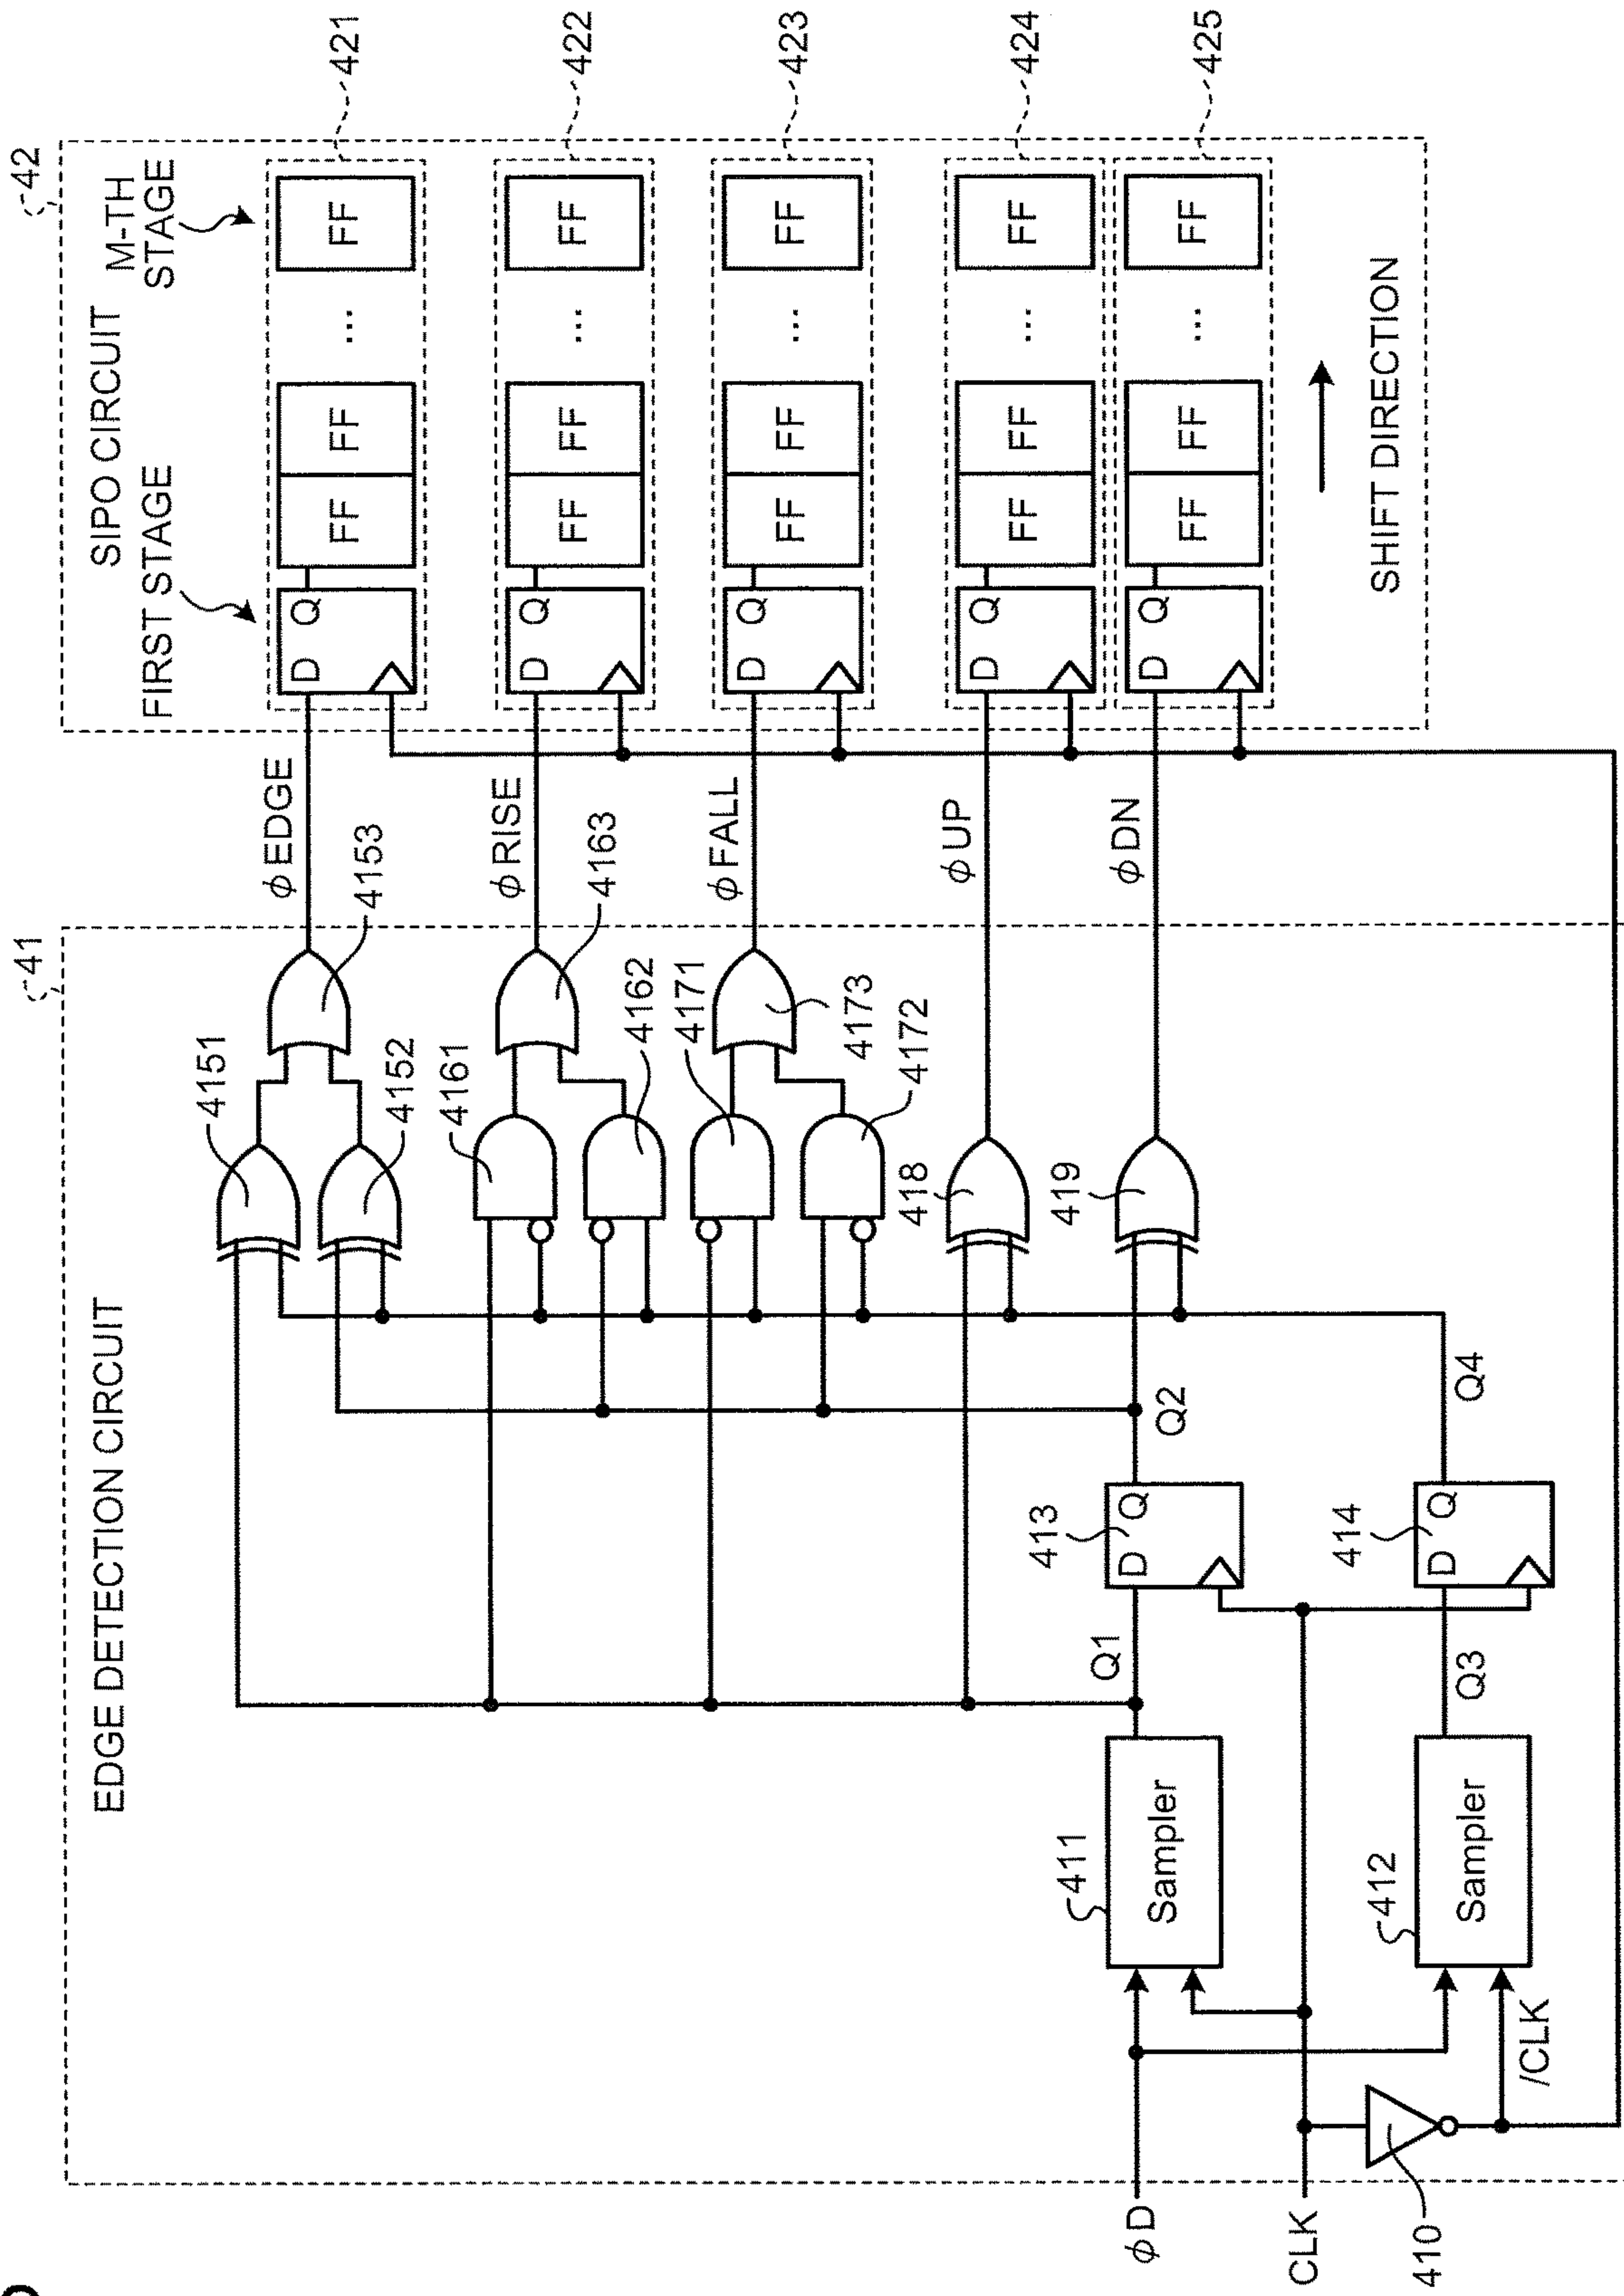 42
SIPO CIRCUIT
FIRST STAGE
M-TH
STAGE
D Q
FF
FF
...
FF
421
D Q
FF
FF
...
FF
422
D Q
FF
FF
...
FF
423
D Q
FF
FF
...
FF
424
D Q
FF
FF
...
FF
425
SHIFT DIRECTION
41
EDGE DETECTION CIRCUIT
4151
4152
4153
φEDGE
4161
4162
4163
φRISE
4171
4172
4173
φFALL
418
φUP
419
φDN
φD
411
Sampler
Q1
413
D Q
Q2
CLK
410
/CLK
412
Sampler
Q3
414
D Q
Q4